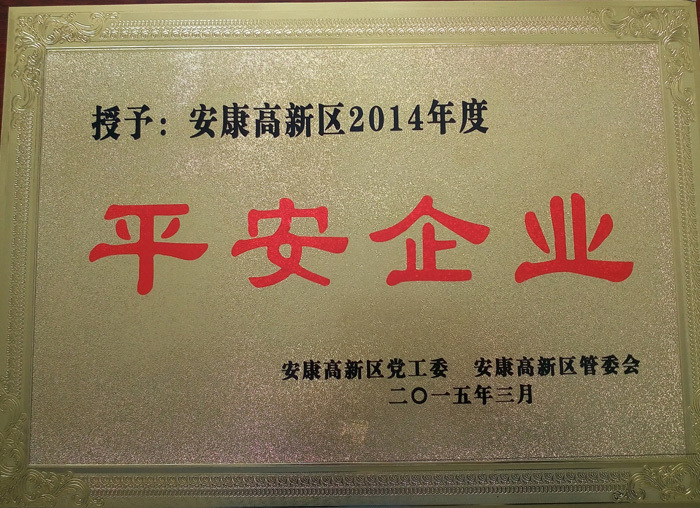 授予：安康高新区2014年度
平安企业
安康高新区党工委 安康高新区管委会
二〇一五年三月